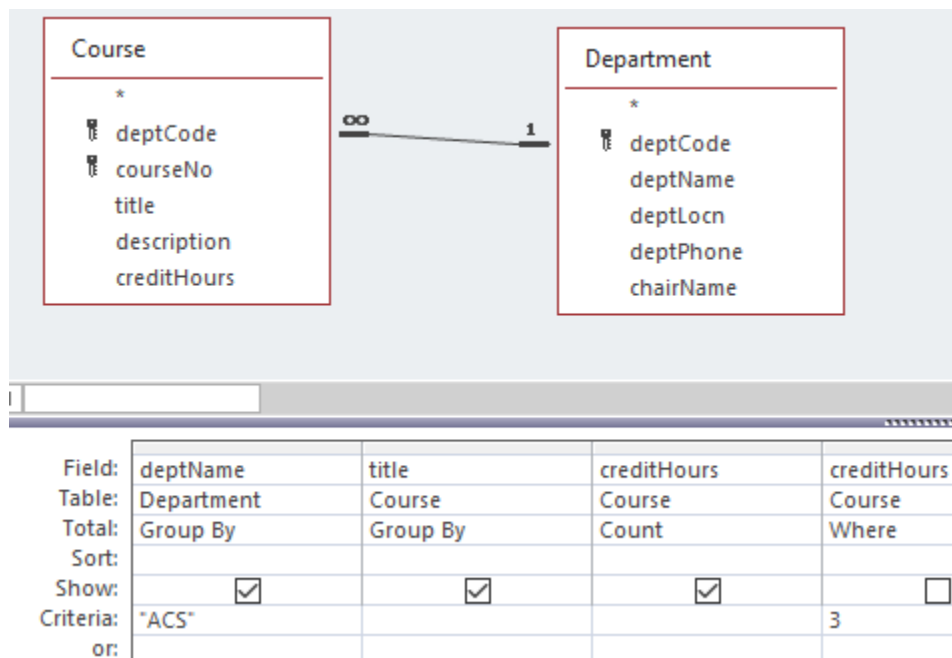 Course
*
deptCode
courseNo
title
description
creditHours
∞
1
Department
*
deptCode
deptName
deptLocn
deptPhone
chairName
Field: deptName title creditHours creditHours
Table: Department Course Course Course
Total: Group By Group By Count Where
Sort:
Show:
Criteria: "ACS" 3
or: